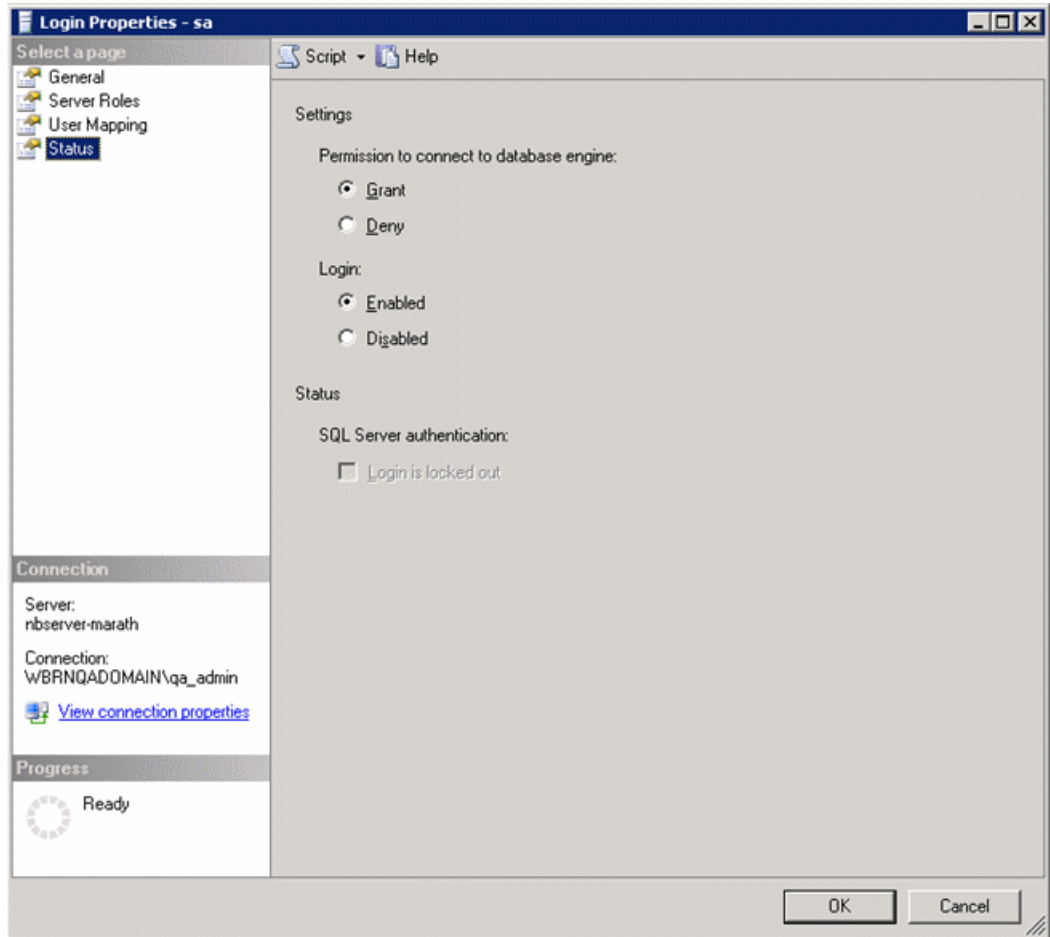 Login Properties - sa
Select a page
General
Server Roles
User Mapping
Status
Script
Help
Settings
Permission to connect to database engine:
Grant
Deny
Login:
Enabled
Disabled
Status
SQL Server authentication:
Login is locked out
Connection
Server:
nbserver-marath
Connection:
WBRNQADOMAIN\qa_admin
View connection properties
Progress
Ready
OK
Cancel